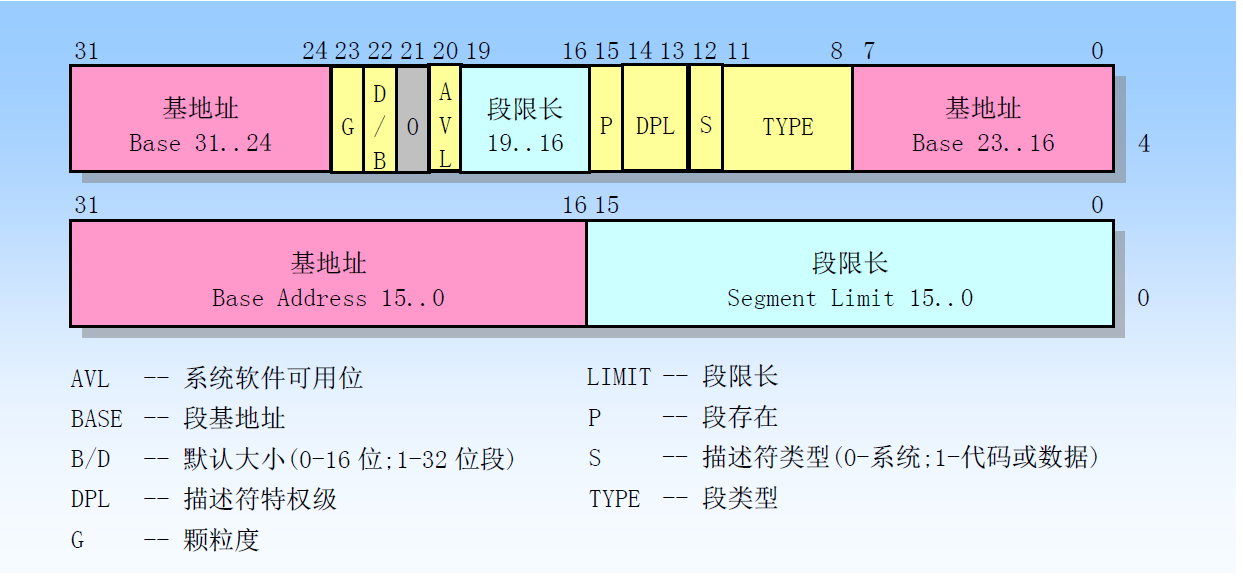 31 24 23 22 21 20 19 16 15 14 13 12 11 8 7 0
基地址 Base 31..24 G D/B 0 AVL 段限长 19..16 P DPL S TYPE 基地址 Base 23..16 4
31 16 15 0
基地址 段限长
Base Address 15..0 Segment Limit 15..0 0
AVL -- 系统软件可用位 LIMIT -- 段限长
BASE -- 段基地址 P -- 段存在
B/D -- 默认大小(0-16位;1-32位段) S -- 描述符类型(0-系统;1-代码或数据)
DPL -- 描述符特权级 TYPE -- 段类型
G -- 颗粒度